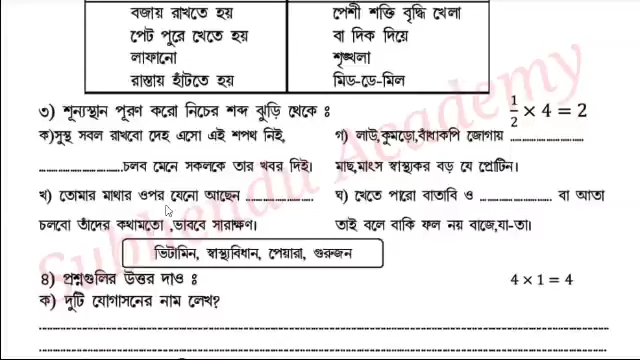 বজায় রাখতে হয় পেশী শক্তি বৃদ্ধি খেলা
পেট পুরে খেতে হয় বা দিক দিয়ে
লাফানো শৃঙ্খলা
রাস্তায় হাঁটতে হয় মিড-ডে-মিল
৩) শূন্যস্থান পূরণ করো নিচের শব্দ ঝুড়ি থেকে ঃ 1/2 × 4 = 2
ক)সুস্থ সবল রাখবো দেহ এসো এই শপথ নিই, গ) লাউ,কুমড়ো,বাঁধাকপি জোগায় ......................
..........................চলব মেনে সকলকে তার খবর দিই। মাছ,মাংস স্বাস্থ্যকর বড় যে প্রোটিন।
খ) তোমার মাথার ওপর যেনো আছেন .................... ঘ) খেতে পারো বাতাবি ও .................... বা আতা
চলবো তাঁদের কথামতো ,ভাববে সারাক্ষণ। তাই বলে বাকি ফল নয় বাজে,যা-তা।
ভিটামিন, স্বাস্থ্যবিধান, পেয়ারা, গুরুজন
৪) প্রশ্নগুলির উত্তর দাও ঃ 4 × 1 = 4
ক) দুটি যোগাসনের নাম লেখ?
Subhendu Academy